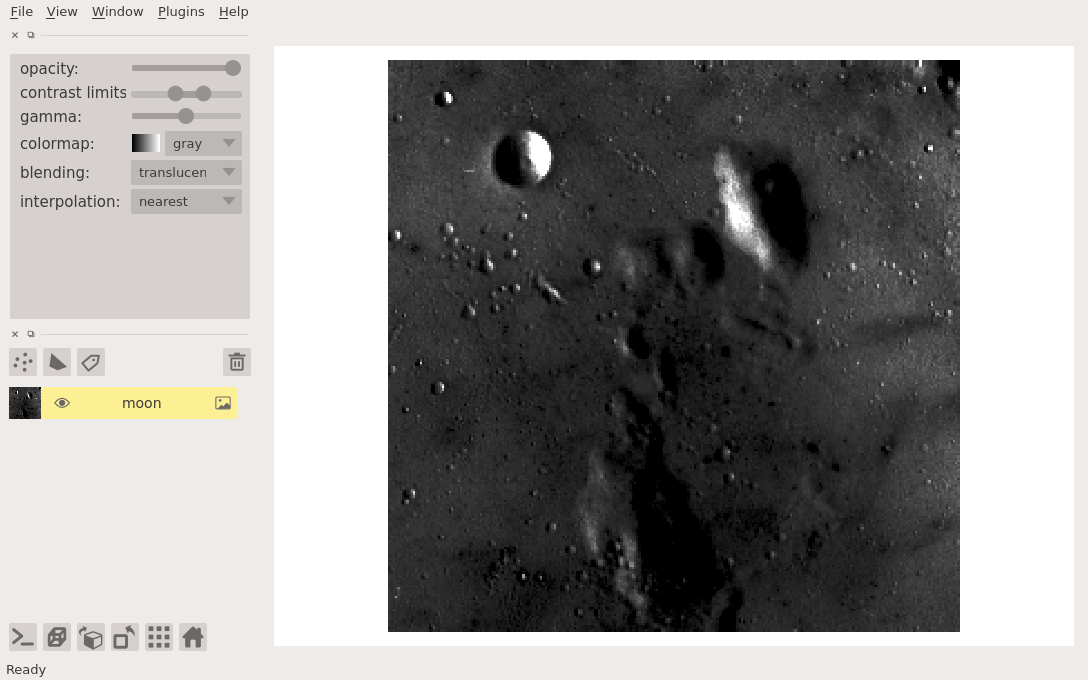 File View Window Plugins Help
opacity:
contrast limits
gamma:
colormap: gray
blending: translucen
interpolation: nearest
moon
Ready